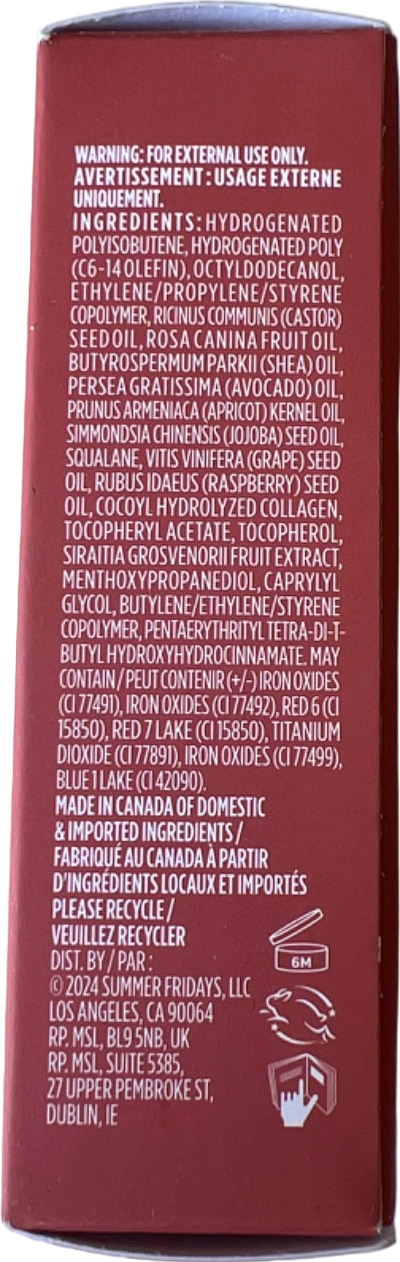 WARNING: FOR EXTERNAL USE ONLY.
AVERTISSEMENT : USAGE EXTERNE
UNIQUEMENT.
INGREDIENTS: HYDROGENATED
POLYISOBUTENE, HYDROGENATED POLY
(C6-14 OLEFIN), OCTYLDODECANOL,
ETHYLENE/PROPYLENE/STYRENE
COPOLYMER, RICINUS COMMUNIS (CASTOR)
SEED OIL, ROSA CANINA FRUIT OIL,
BUTYROSPERMUM PARKII (SHEA) OIL,
PERSEA GRATISSIMA (AVOCADO) OIL,
PRUNUS ARMENIACA (APRICOT) KERNEL OIL,
SIMMONDSIA CHINENSIS (JOJOBA) SEED OIL,
SQUALANE, VITIS VINIFERA (GRAPE) SEED
OIL, RUBUS IDAEUS (RASPBERRY) SEED
OIL, COCOYL HYDROLYZED COLLAGEN,
TOCOPHERYL ACETATE, TOCOPHEROL,
SIRAITIA GROSVENORII FRUIT EXTRACT,
MENTHOXYPROPANEDIOL, CAPRYLYL
GLYCOL, BUTYLENE/ETHYLENE/STYRENE
COPOLYMER, PENTAERYTHRITYL TETRA-DI-T-
BUTYL HYDROXYHYDROCINNAMATE. MAY
CONTAIN / PEUT CONTENIR (+/-) IRON OXIDES
(CI 77491), IRON OXIDES (CI 77492), RED 6 (CI
15850), RED 7 LAKE (CI 15850), TITANIUM
DIOXIDE (CI 77891), IRON OXIDES (CI 77499),
BLUE 1 LAKE (CI 42090).
MADE IN CANADA OF DOMESTIC
& IMPORTED INGREDIENTS /
FABRIQUÉ AU CANADA À PARTIR
D'INGRÉDIENTS LOCAUX ET IMPORTÉS
PLEASE RECYCLE /
VEUILLEZ RECYCLER
DIST. BY / PAR :
© 2024 SUMMER FRIDAYS, LLC
LOS ANGELES, CA 90064
RP. MSL, BL9 5NB, UK
RP. MSL, SUITE 5385,
27 UPPER PEMBROKE ST,
DUBLIN, IE
6M